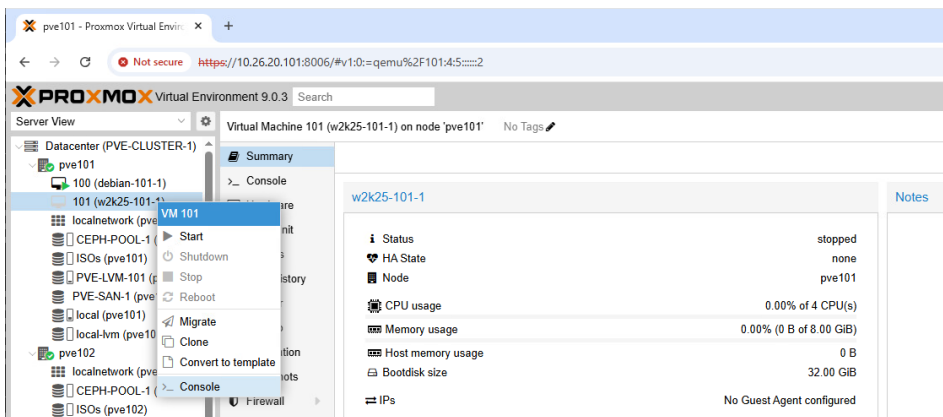 pve101 - Proxmox Virtual Enviro
Not secure https://10.26.20.101:8006/#v1:0:=qemu%2F101:4:5::::::2
PROXMOX Virtual Environment 9.0.3 Search
Server View
Virtual Machine 101 (w2k25-101-1) on node 'pve101' No Tags
Datacenter (PVE-CLUSTER-1)
pve101
100 (debian-101-1)
101 (w2k25-101-1)
localnetwork (pve
CEPH-POOL-1 (
ISOs (pve101)
PVE-LVM-101 (p
PVE-SAN-1 (pve
local (pve101)
local-lvm (pve10
pve102
localnetwork (pve
CEPH-POOL-1 (
ISOs (pve102)
VM 101
Start
Shutdown
Stop
Reboot
Migrate
Clone
Convert to template
Console
Summary
Console
are
nit
s
istory
tion
ots
Firewall
w2k25-101-1
Status stopped
HA State none
Node pve101
CPU usage 0.00% of 4 CPU(s)
Memory usage 0.00% (0 B of 8.00 GiB)
Host memory usage 0 B
Bootdisk size 32.00 GiB
IPs No Guest Agent configured
Notes